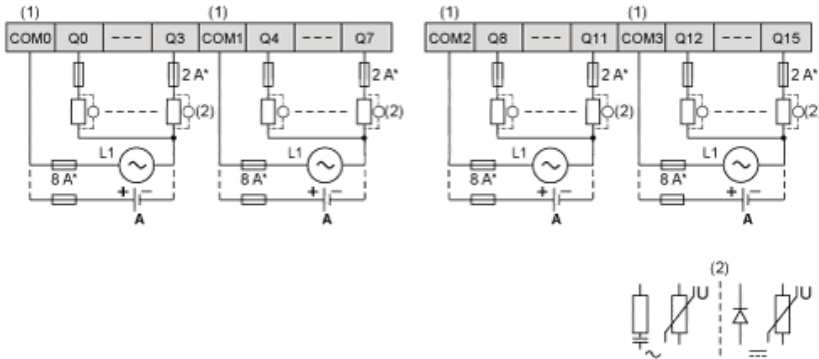 (1) (1) (1) (1)
COM0 Q0 --- Q3 COM1 Q4 --- Q7 COM2 Q8 --- Q11 COM3 Q12 --- Q15
2 A* 2 A* 2 A* 2 A*
(2) (2) (2) (2)
L1 L1 L1 L1
8 A* 8 A* 8 A* 8 A*
+ − + − + − + −
A A A A
(2)
U U